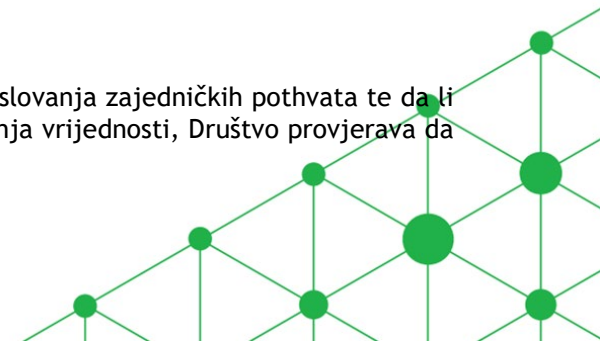 slovanja zajedničkih pothvata te da li
nja vrijednosti, Društvo provjerava da